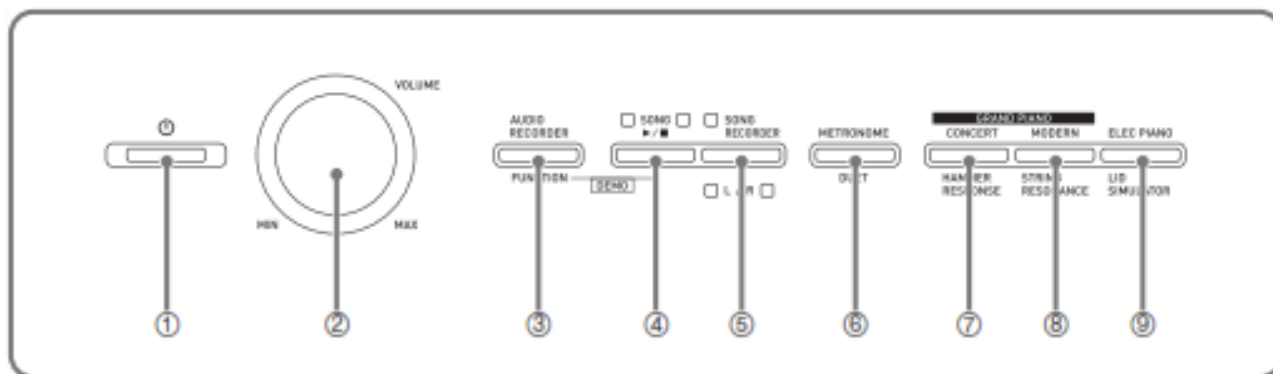 VOLUME
MIN
MAX
AUDIO
RECORDER
FUNCTION
DEMO
SONG
▶/■
SONG
RECORDER
L / R
METRONOME
DUET
GRAND PIANO
CONCERT
MODERN
ELEC PIANO
HAMMER
RESPONSE
STRING
RESONANCE
LID
SIMULATOR
① ② ③ ④ ⑤ ⑥ ⑦ ⑧ ⑨